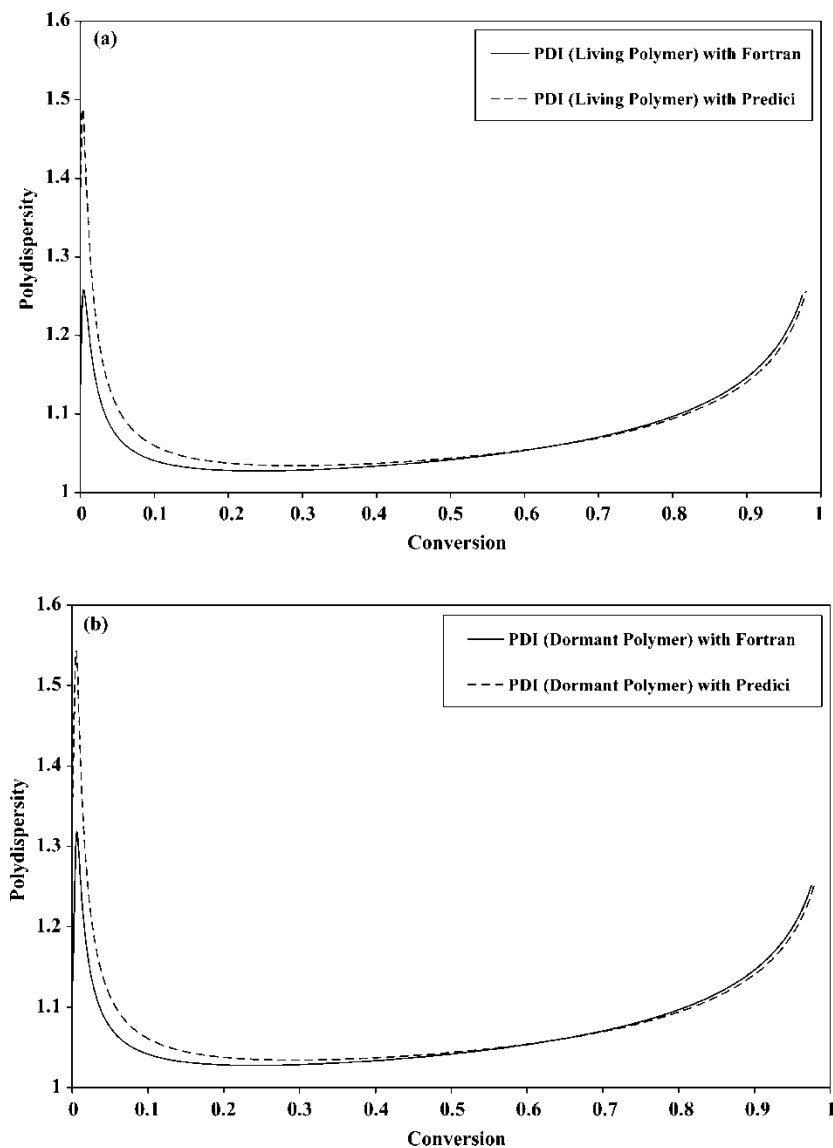 (a)
PDI (Living Polymer) with Fortran
PDI (Living Polymer) with Predici
Polydispersity
1.6
1.5
1.4
1.3
1.2
1.1
1
0 0.1 0.2 0.3 0.4 0.5 0.6 0.7 0.8 0.9 1
Conversion
(b)
PDI (Dormant Polymer) with Fortran
PDI (Dormant Polymer) with Predici
Polydispersity
1.6
1.5
1.4
1.3
1.2
1.1
1
0 0.1 0.2 0.3 0.4 0.5 0.6 0.7 0.8 0.9 1
Conversion